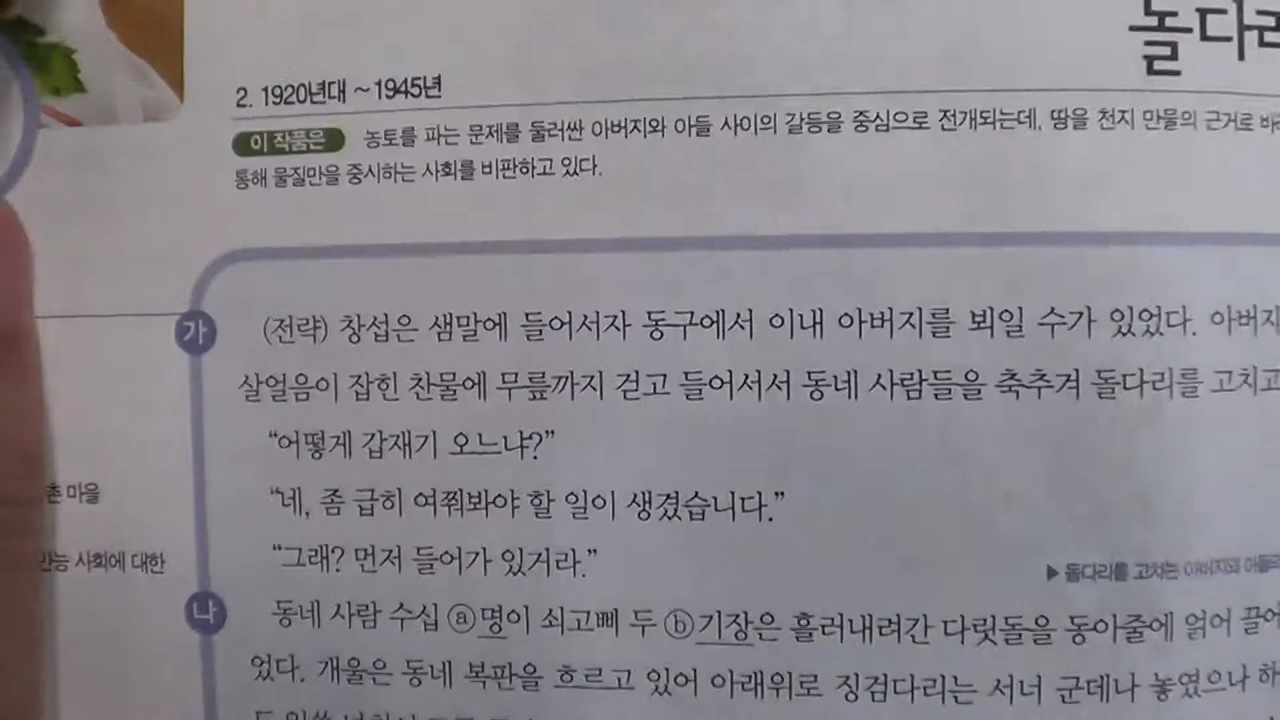 돌다리
2. 1920년대 ~ 1945년
이 작품은 농토를 파는 문제를 둘러싼 아버지와 아들 사이의 갈등을 중심으로 전개되는데, 땅을 천지 만물의 근거로
통해 물질만을 중시하는 사회를 비판하고 있다.
가 (전략) 창섭은 샘말에 들어서자 동구에서 이내 아버지를 뵈일 수가 있었다. 아버지
살얼음이 잡힌 찬물에 무릎까지 걷고 들어서서 동네 사람들을 축추겨 돌다리를 고치고
“어떻게 갑재기 오느냐?”
“네, 좀 급히 여쭤봐야 할 일이 생겼습니다.”
촌 마을
“그래? 먼저 들어가 있거라.”
만능 사회에 대한
▶ 돌다리를 고치는 아버지와
나 동네 사람 수십 ⓐ명이 쇠고삐 두 ⓑ기장은 흘러내려간 다릿돌을 동아줄에 얽어 끌어
었다. 개울은 동네 복판을 흐르고 있어 아래위로 징검다리는 서너 군데나 놓였으나 하